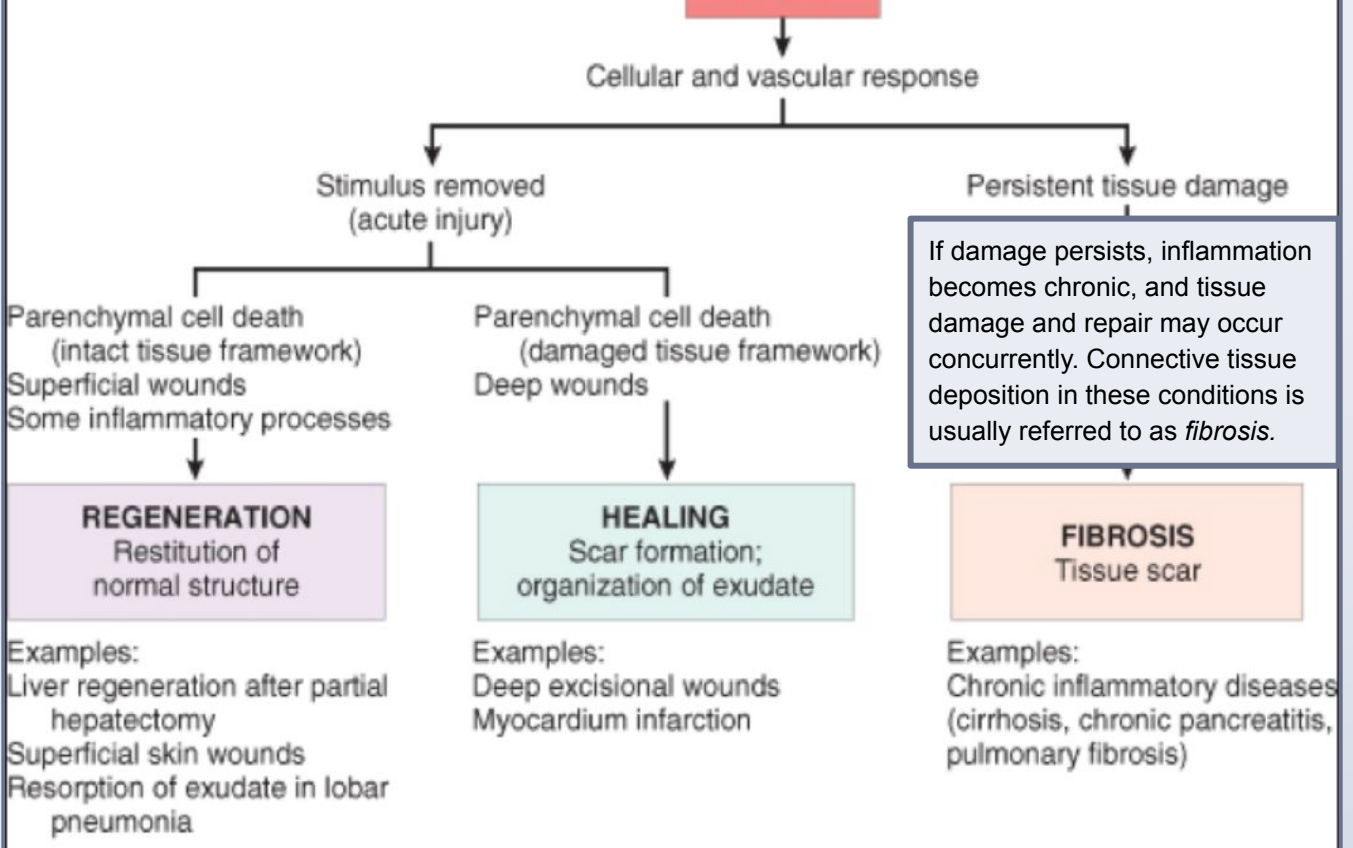 Cellular and vascular response
Stimulus removed
(acute injury)
Persistent tissue damage
If damage persists, inflammation
becomes chronic, and tissue
damage and repair may occur
concurrently. Connective tissue
deposition in these conditions is
usually referred to as fibrosis.
Parenchymal cell death
(intact tissue framework)
Superficial wounds
Some inflammatory processes
Parenchymal cell death
(damaged tissue framework)
Deep wounds
REGENERATION
Restitution of
normal structure
HEALING
Scar formation;
organization of exudate
FIBROSIS
Tissue scar
Examples:
Liver regeneration after partial
hepatectomy
Superficial skin wounds
Resorption of exudate in lobar
pneumonia
Examples:
Deep excisional wounds
Myocardium infarction
Examples:
Chronic inflammatory diseases
(cirrhosis, chronic pancreatitis,
pulmonary fibrosis)